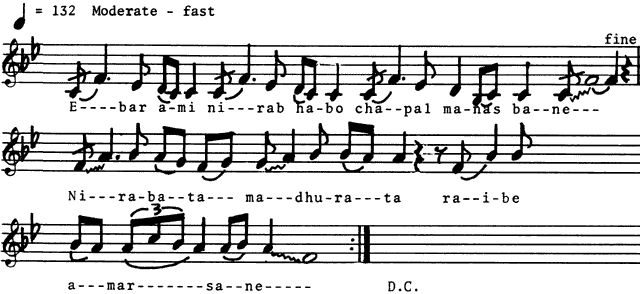 = 132 Moderate - fast
fine
E----bar a-mi ni---rab ha-bo cha--pal ma-nas ba--ne---
Ni---ra-ba--ta--- ma---dhu-ra---ta ra--i-be
3
a---mar-------sa--ne----- D.C.